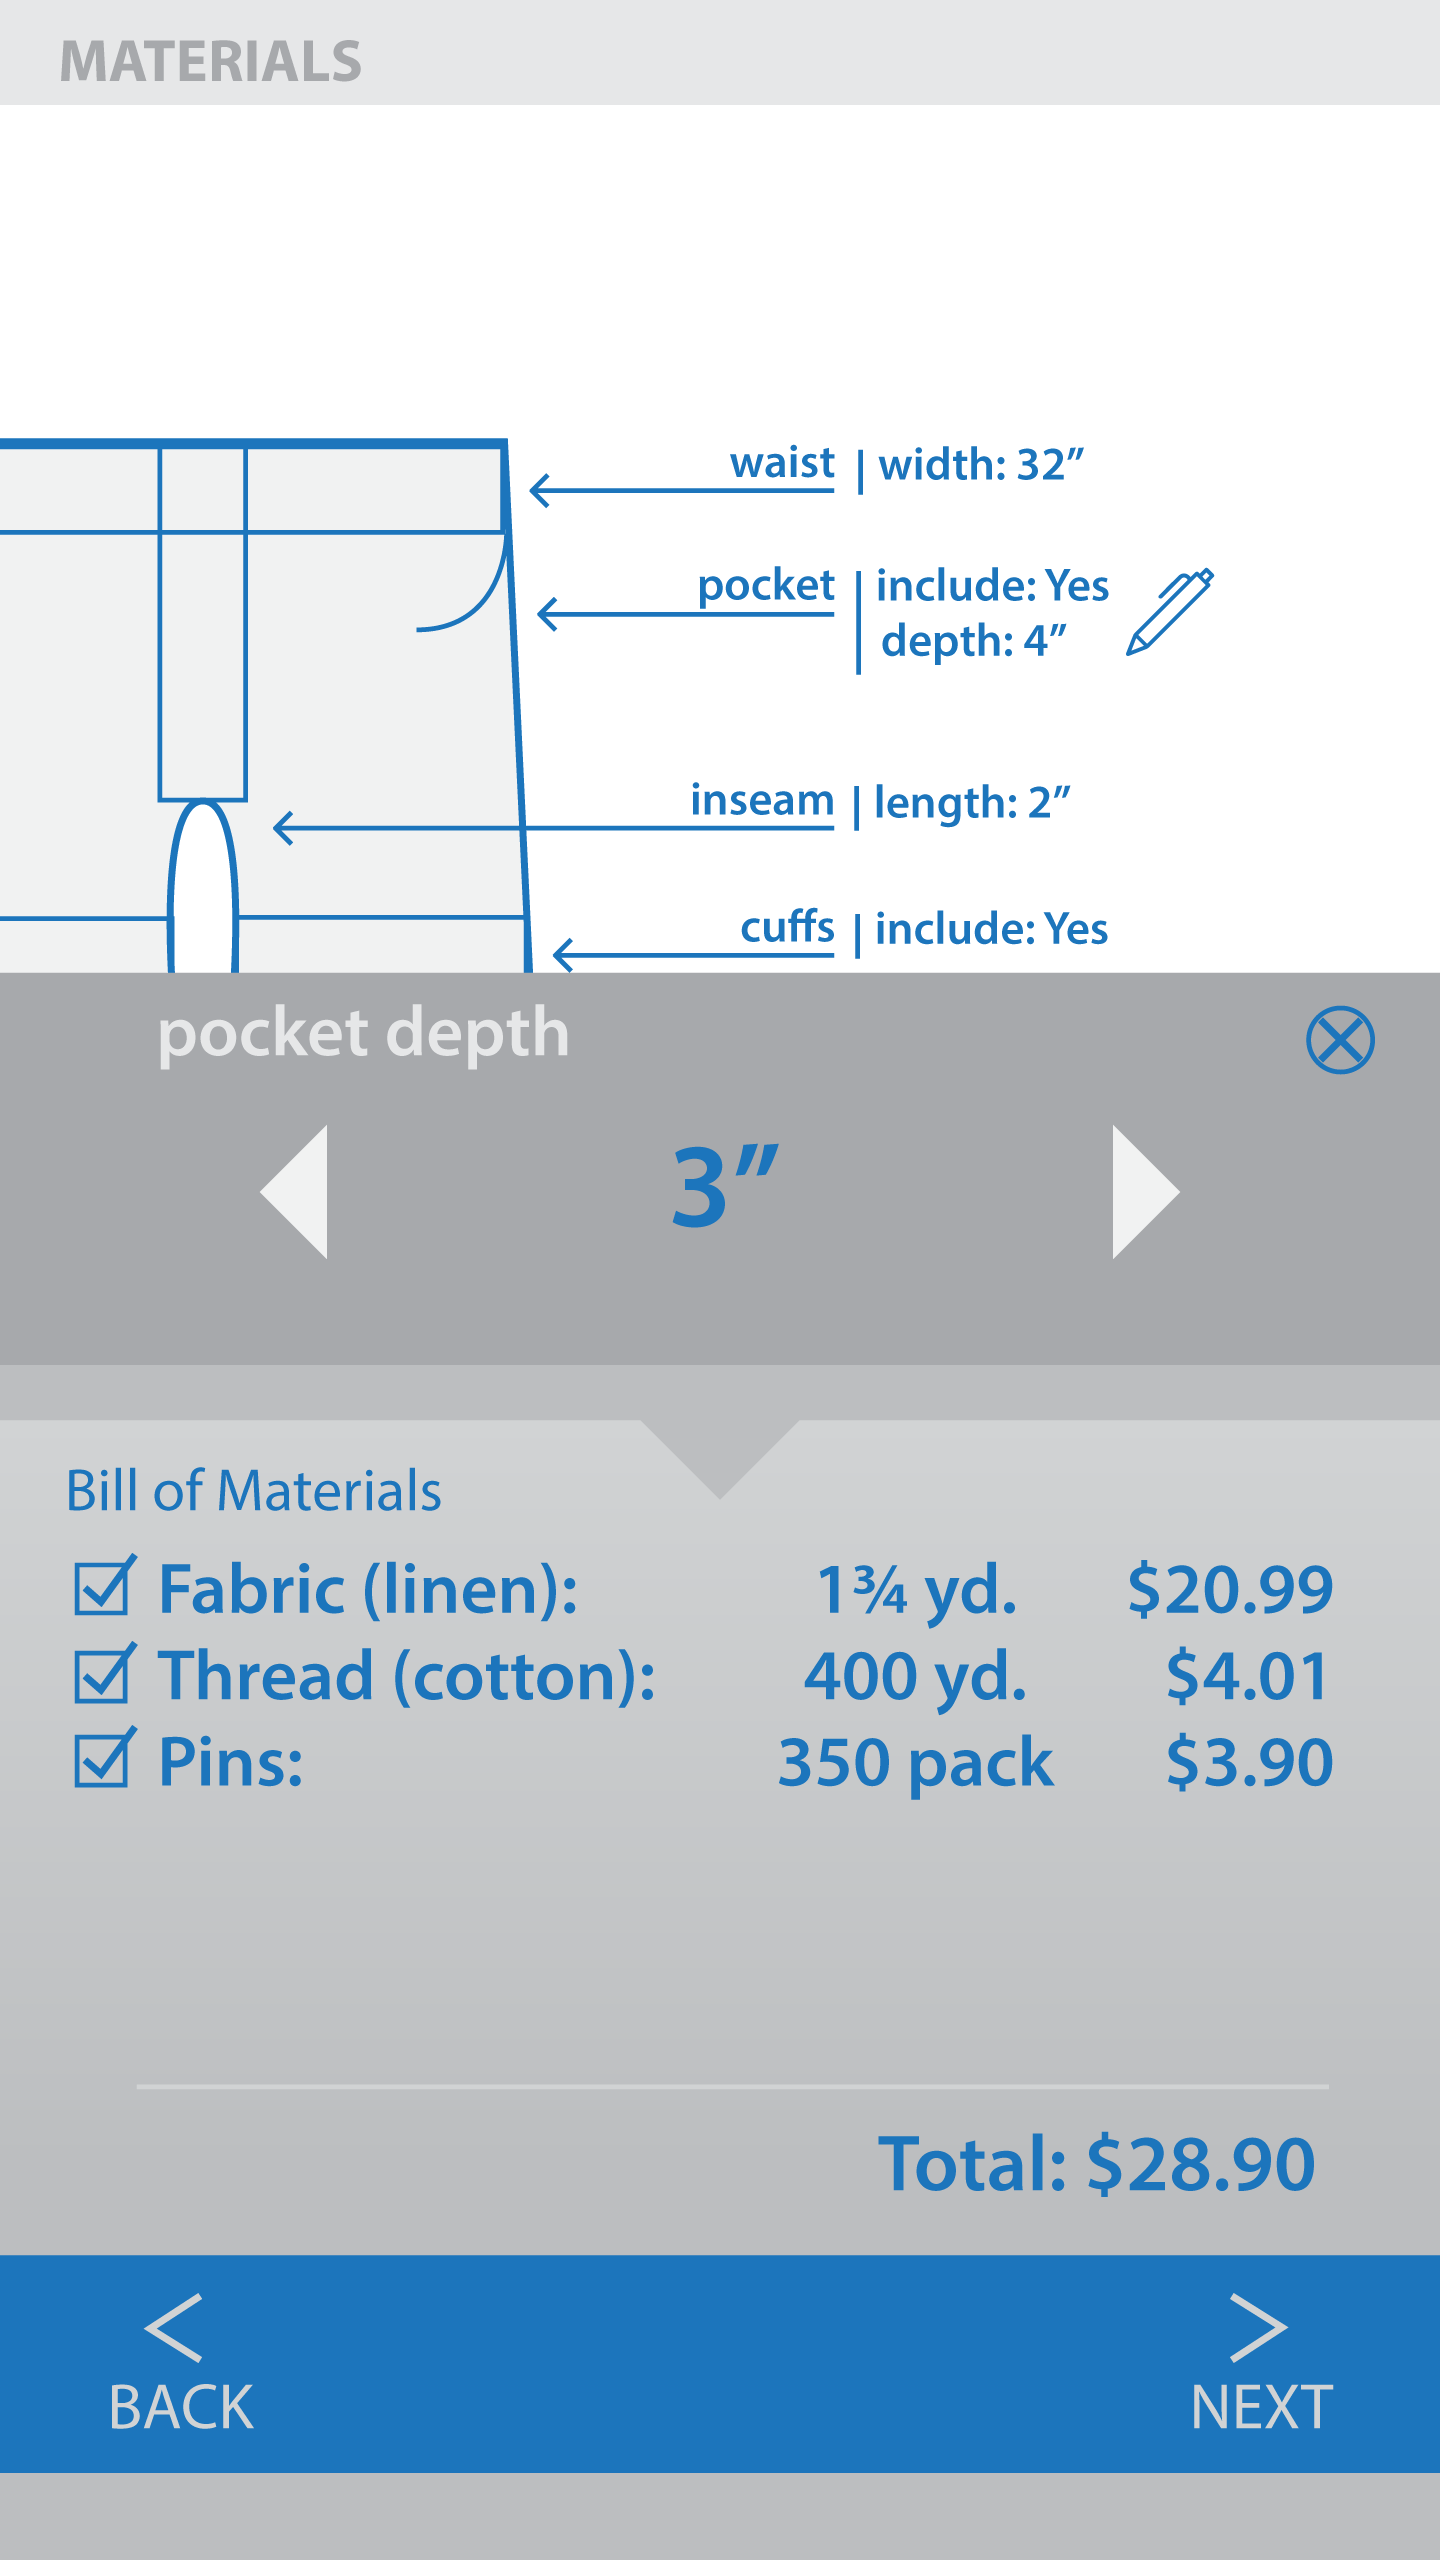 MATERIALS
waist | width: 32″
pocket | include: Yes
depth: 4″
inseam | length: 2″
cuffs | include: Yes
pocket depth
3″
Bill of Materials
Fabric (linen): 1¾ yd. $20.99
Thread (cotton): 400 yd. $4.01
Pins: 350 pack $3.90
Total: $28.90
BACK NEXT